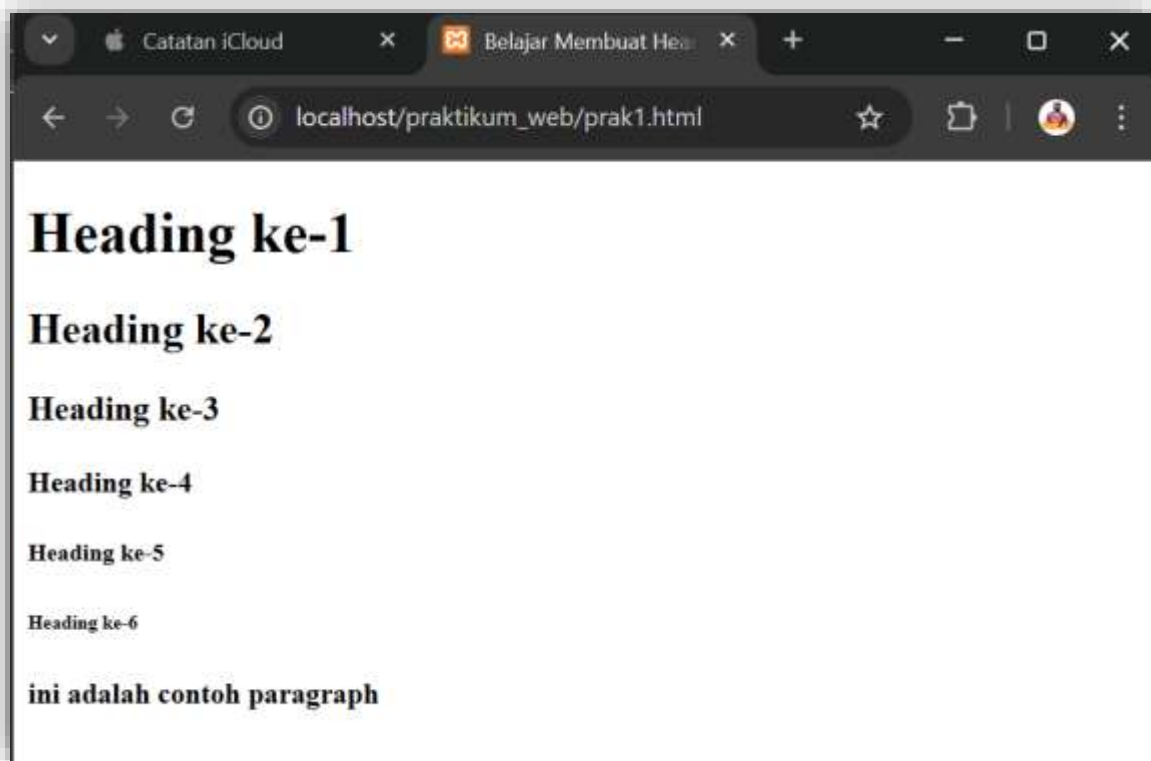 Catatan iCloud
Belajar Membuat Hea
localhost/praktikum_web/prak1.html
Heading ke-1
Heading ke-2
Heading ke-3
Heading ke-4
Heading ke-5
Heading ke-6
ini adalah contoh paragraph